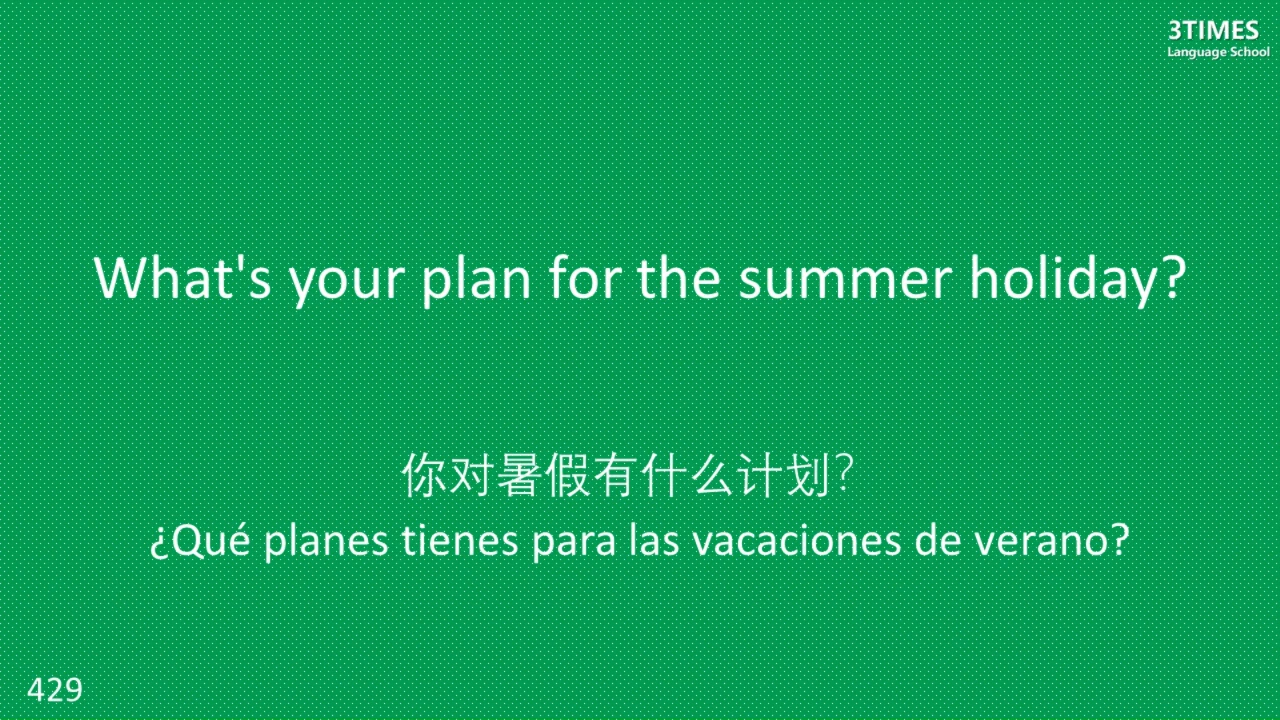 3TIMES
Language School
What's your plan for the summer holiday?
你对暑假有什么计划?
¿Qué planes tienes para las vacaciones de verano?
429